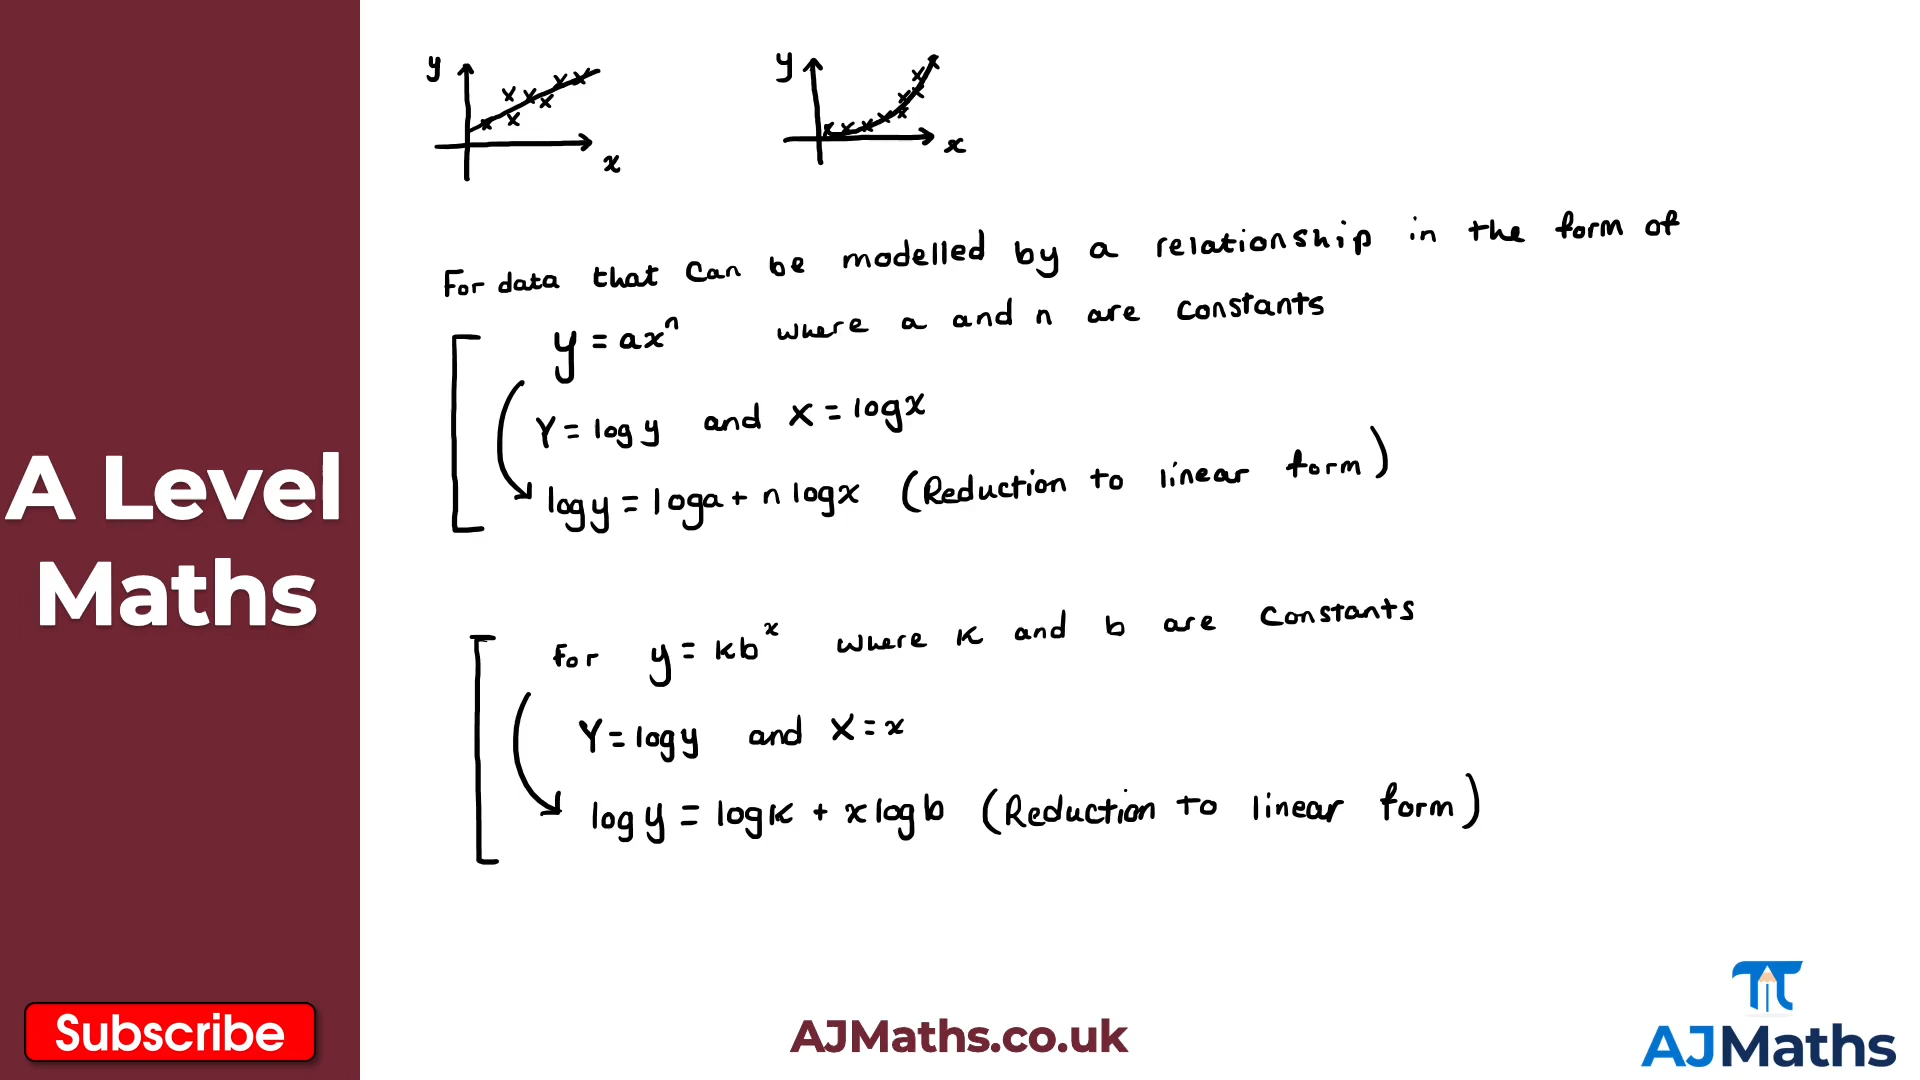 A Level
Maths
Subscribe
y
x
y
x
For data that can be modelled by a relationship in the form of
y = axⁿ where a and n are constants
Y = log y and X = log x
log y = log a + n log x (Reduction to linear form)
for y = kbˣ where k and b are constants
Y = log y and X = x
log y = log k + x log b (Reduction to linear form)
AJMaths.co.uk
AJMaths